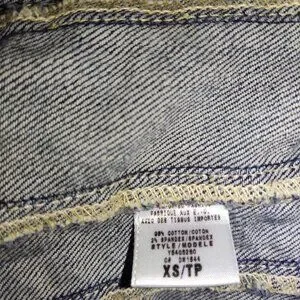 FABRIQUE AUX E.-U.
AVEC DES TISSUS IMPORTES
98% COTTON/COTON
2% SPANDEX/SPANDEX
STYLE/MODELE
XS/TP